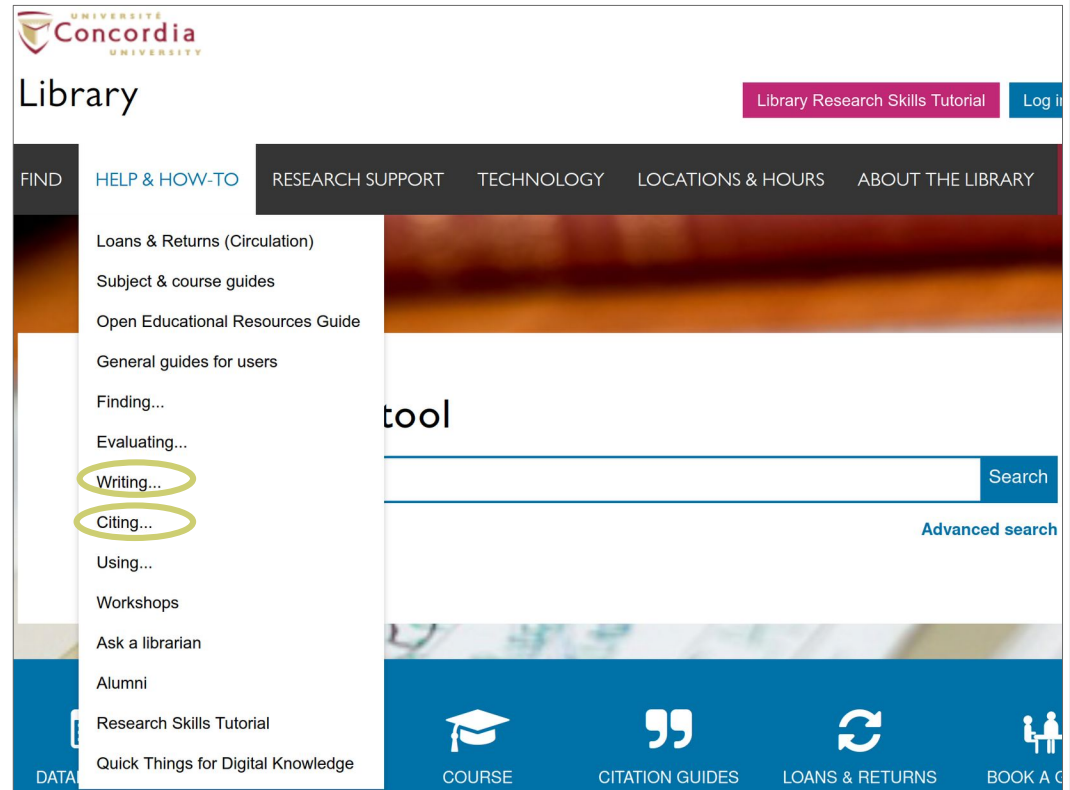 UNIVERSITÉ
Concordia
UNIVERSITY
Library
Library Research Skills Tutorial
Log i
FIND
HELP & HOW-TO
RESEARCH SUPPORT
TECHNOLOGY
LOCATIONS & HOURS
ABOUT THE LIBRARY
Loans & Returns (Circulation)
Subject & course guides
Open Educational Resources Guide
General guides for users
Finding...
tool
Evaluating...
Writing...
Search
Citing...
Advanced search
Using...
Workshops
Ask a librarian
Alumni
Research Skills Tutorial
Quick Things for Digital Knowledge
DATA
COURSE
CITATION GUIDES
LOANS & RETURNS
BOOK A